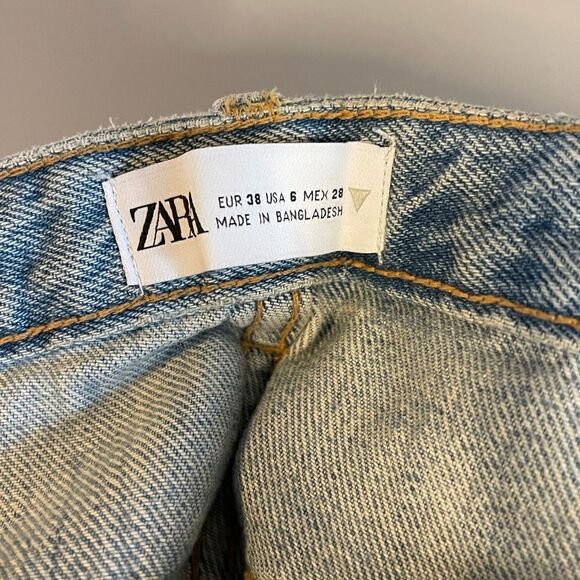 ZARA
EUR 38 USA 6 MEX 28
MADE IN BANGLADESH